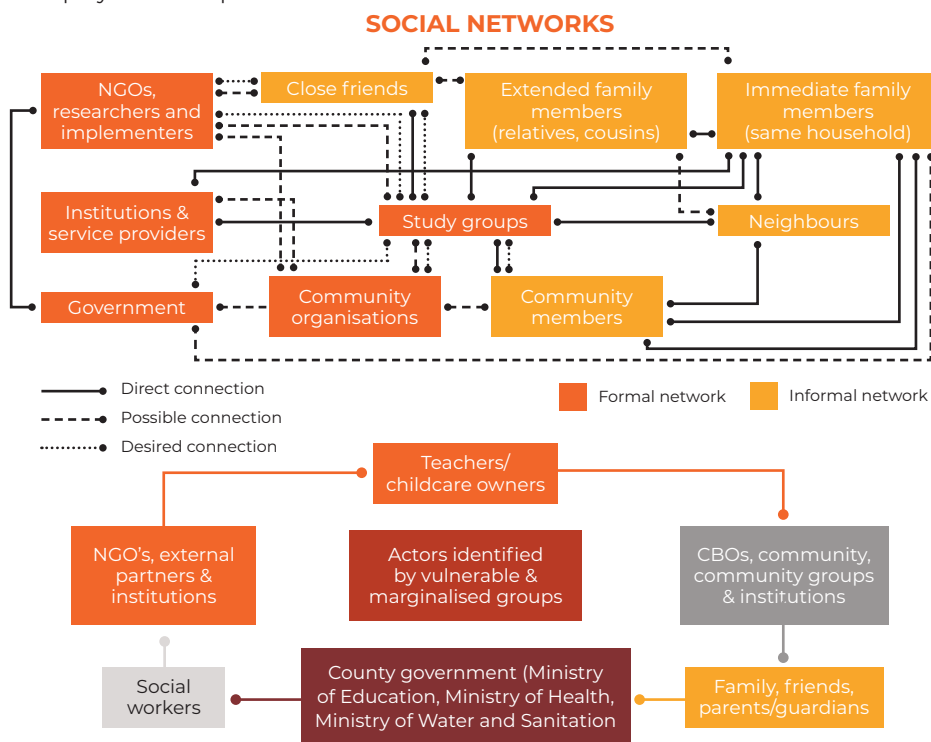 SOCIAL NETWORKS
NGOs,
researchers and
implementers
Close friends
Extended family
members
(relatives, cousins)
Immediate family
members
(same household)
Institutions &
service providers
Study groups
Neighbours
Government
Community
organisations
Community
members
Direct connection
Possible connection
Desired connection
Formal network
Informal network
Teachers/
childcare owners
NGO's, external
partners &
institutions
Actors identified
by vulnerable &
marginalised groups
CBOs, community,
community groups
& institutions
Social
workers
County government (Ministry
of Education, Ministry of Health,
Ministry of Water and Sanitation
Family, friends,
parents/guardians